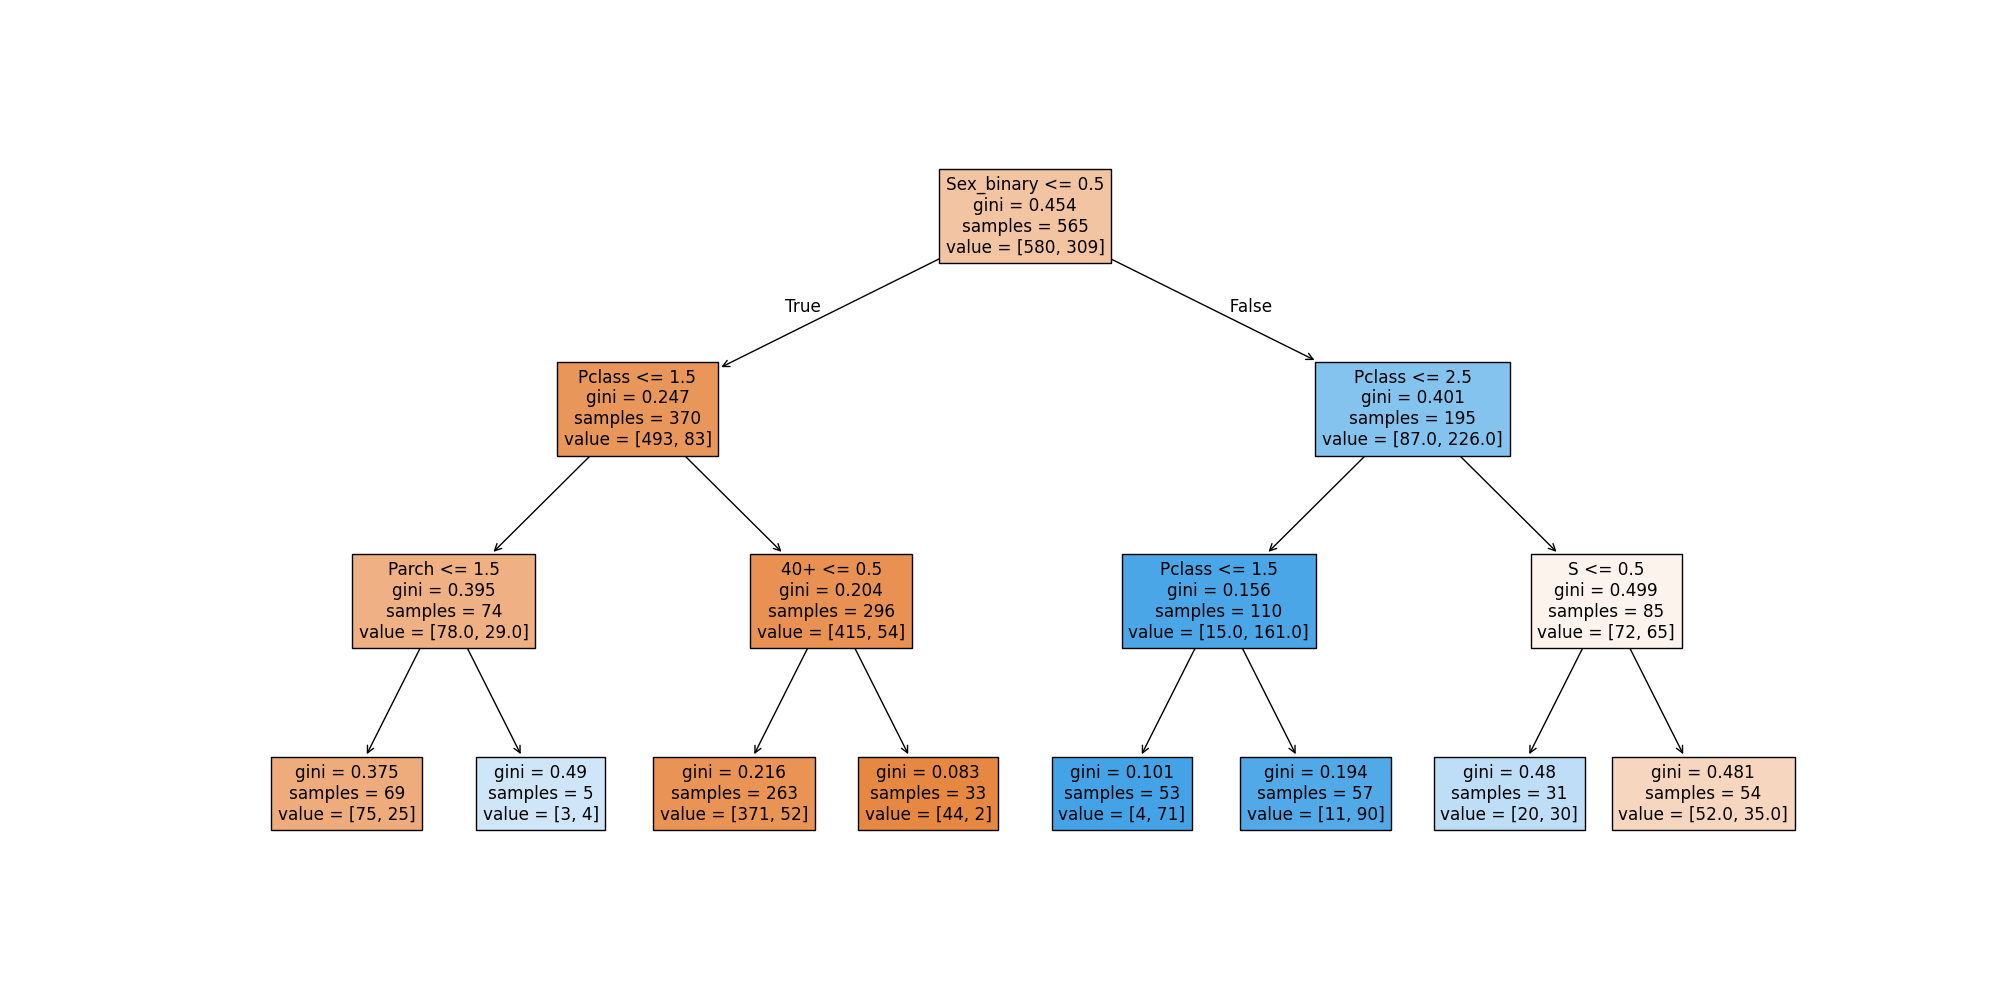 Sex_binary <= 0.5
gini = 0.454
samples = 565
value = [580, 309]
True
False
Pclass <= 1.5
gini = 0.247
samples = 370
value = [493, 83]
Pclass <= 2.5
gini = 0.401
samples = 195
value = [87.0, 226.0]
Parch <= 1.5
gini = 0.395
samples = 74
value = [78.0, 29.0]
40+ <= 0.5
gini = 0.204
samples = 296
value = [415, 54]
Pclass <= 1.5
gini = 0.156
samples = 110
value = [15.0, 161.0]
S <= 0.5
gini = 0.499
samples = 85
value = [72, 65]
gini = 0.375
samples = 69
value = [75, 25]
gini = 0.49
samples = 5
value = [3, 4]
gini = 0.216
samples = 263
value = [371, 52]
gini = 0.083
samples = 33
value = [44, 2]
gini = 0.101
samples = 53
value = [4, 71]
gini = 0.194
samples = 57
value = [11, 90]
gini = 0.48
samples = 31
value = [20, 30]
gini = 0.481
samples = 54
value = [52.0, 35.0]